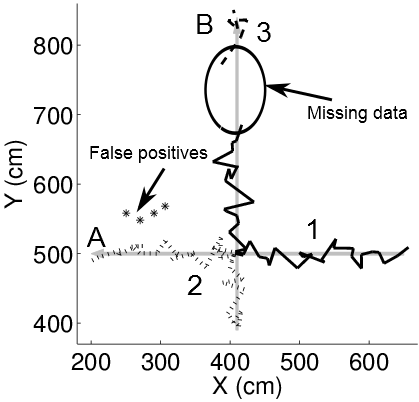 B 3
800
Missing data
700
False positives
600
A 1
500
2
400
200 300 400 500 600
X (cm)
Y (cm)